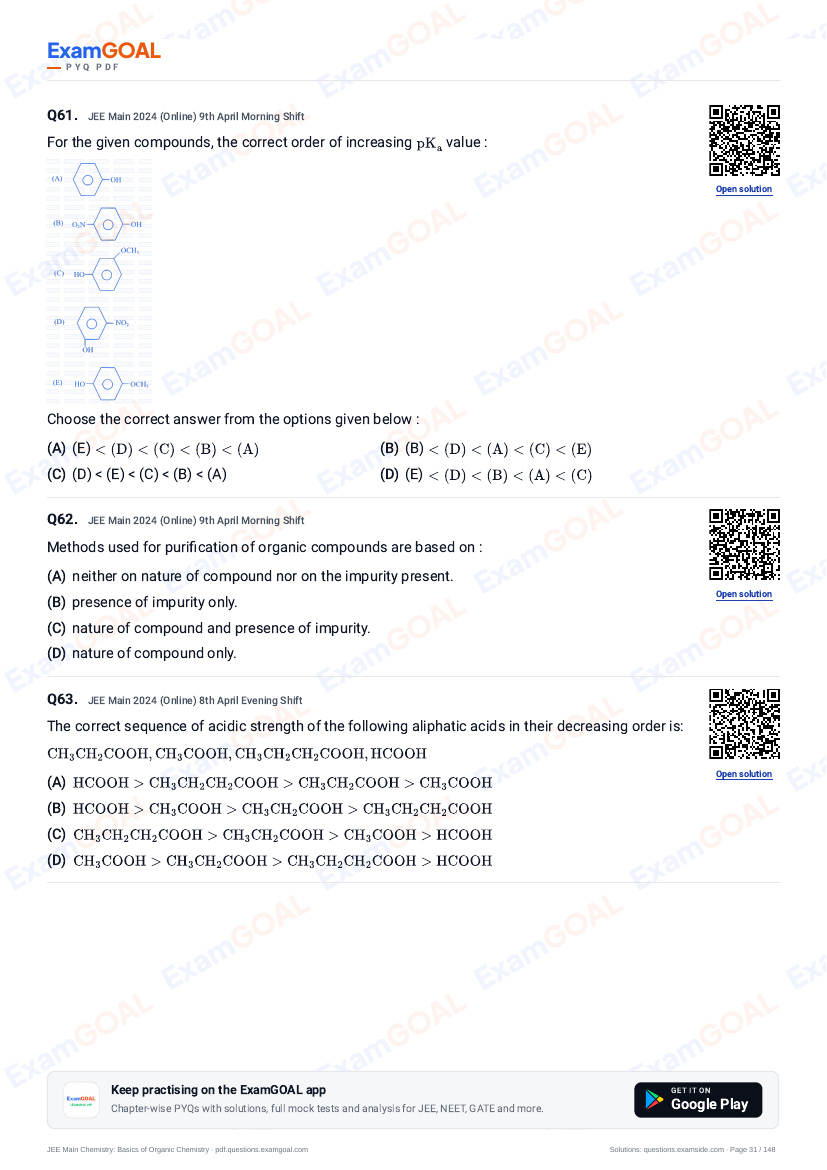 ExamGOAL
PYQ PDF
Q61. JEE Main 2024 (Online) 9th April Morning Shift
For the given compounds, the correct order of increasing pKₐ value :
Open solution
(A) OH
(B) O₂N OH
OCH₃
(C) HO
(D) NO₂
OH
(E) HO OCH₃
Choose the correct answer from the options given below :
(A) (E) < (D) < (C) < (B) < (A) (B) (B) < (D) < (A) < (C) < (E)
(C) (D) < (E) < (C) < (B) < (A) (D) (E) < (D) < (B) < (A) < (C)
Q62. JEE Main 2024 (Online) 9th April Morning Shift
Methods used for purification of organic compounds are based on :
(A) neither on nature of compound nor on the impurity present.
Open solution
(B) presence of impurity only.
(C) nature of compound and presence of impurity.
(D) nature of compound only.
Q63. JEE Main 2024 (Online) 8th April Evening Shift
The correct sequence of acidic strength of the following aliphatic acids in their decreasing order is:
CH₃CH₂COOH, CH₃COOH, CH₃CH₂CH₂COOH, HCOOH
Open solution
(A) HCOOH > CH₃CH₂CH₂COOH > CH₃CH₂COOH > CH₃COOH
(B) HCOOH > CH₃COOH > CH₃CH₂COOH > CH₃CH₂CH₂COOH
(C) CH₃CH₂CH₂COOH > CH₃CH₂COOH > CH₃COOH > HCOOH
(D) CH₃COOH > CH₃CH₂COOH > CH₃CH₂CH₂COOH > HCOOH
ExamGOAL
Keep practising on the ExamGOAL app
Chapter-wise PYQs with solutions, full mock tests and analysis for JEE, NEET, GATE and more.
GET IT ON
Google Play
JEE Main Chemistry: Basics of Organic Chemistry · pdf.questions.examgoal.com
Solutions: questions.examside.com · Page 31 / 148